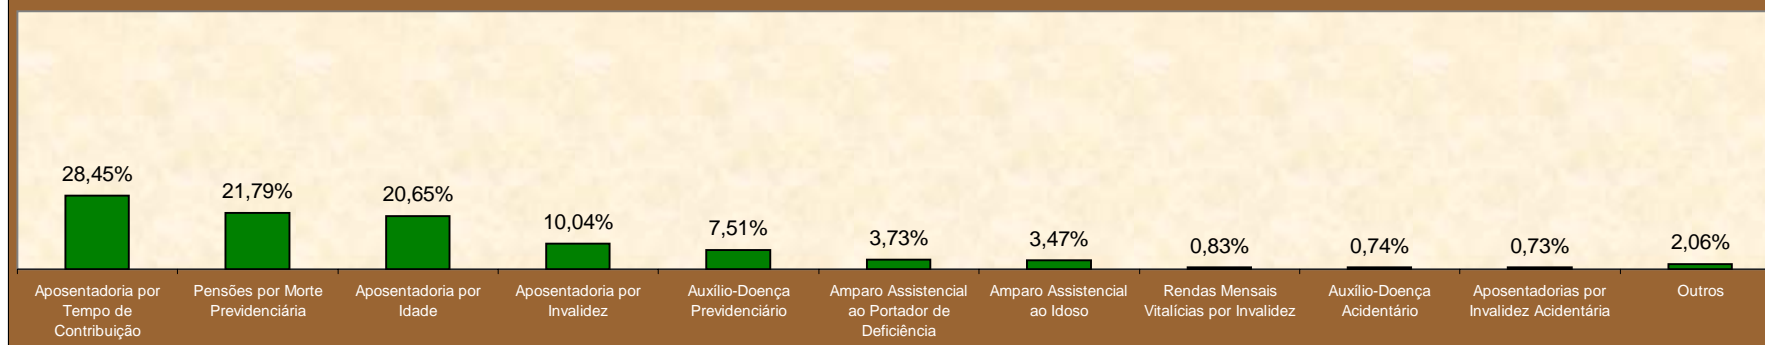 28,45%
21,79%
20,65%
10,04%
7,51%
3,73%
3,47%
0,83%
0,74%
0,73%
2,06%
Aposentadoria por
Tempo de
Contribuição
Pensões por Morte
Previdenciária
Aposentadoria por
Idade
Aposentadoria por
Invalidez
Auxílio-Doença
Previdenciário
Amparo Assistencial
ao Portador de
Deficiência
Amparo Assistencial
ao Idoso
Rendas Mensais
Vitalícias por Invalidez
Auxílio-Doença
Acidentário
Aposentadorias por
Invalidez Acidentária
Outros